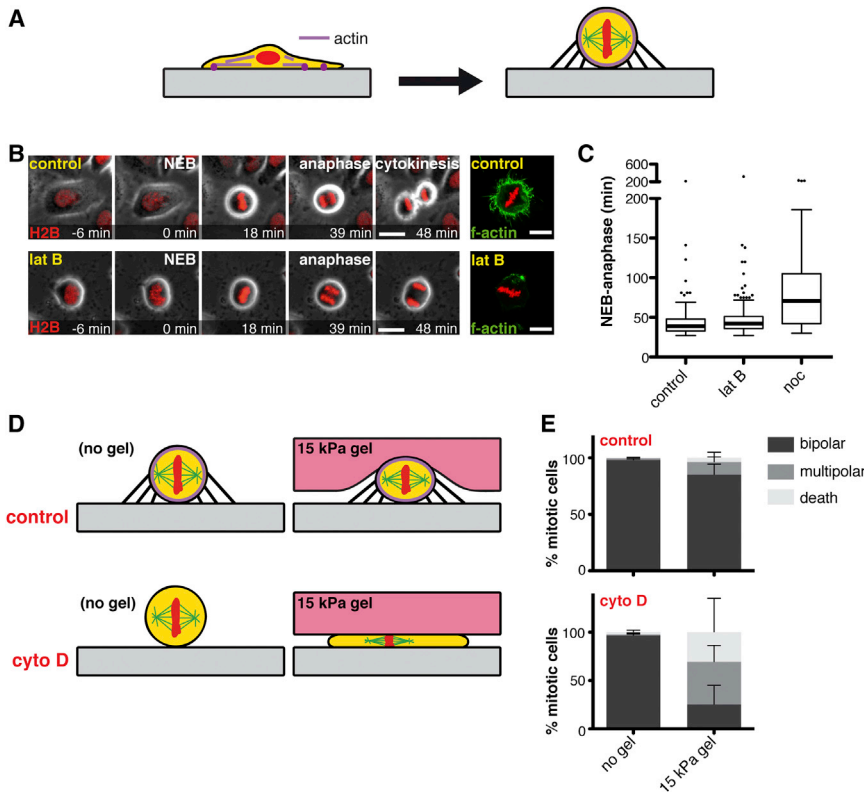 A
actin
B
control
NEB
anaphase
cytokinesis
control
H2B
-6 min
0 min
18 min
39 min
48 min
f-actin
lat B
NEB
anaphase
lat B
H2B
-6 min
0 min
18 min
39 min
48 min
f-actin
C
NEB-anaphase (min)
600
200
200
150
100
50
0
control
lat B
noc
D
(no gel)
15 kPa gel
control
(no gel)
15 kPa gel
cyto D
E
control
% mitotic cells
100
50
0
bipolar
multipolar
death
cyto D
% mitotic cells
100
50
0
no gel
15 kPa gel